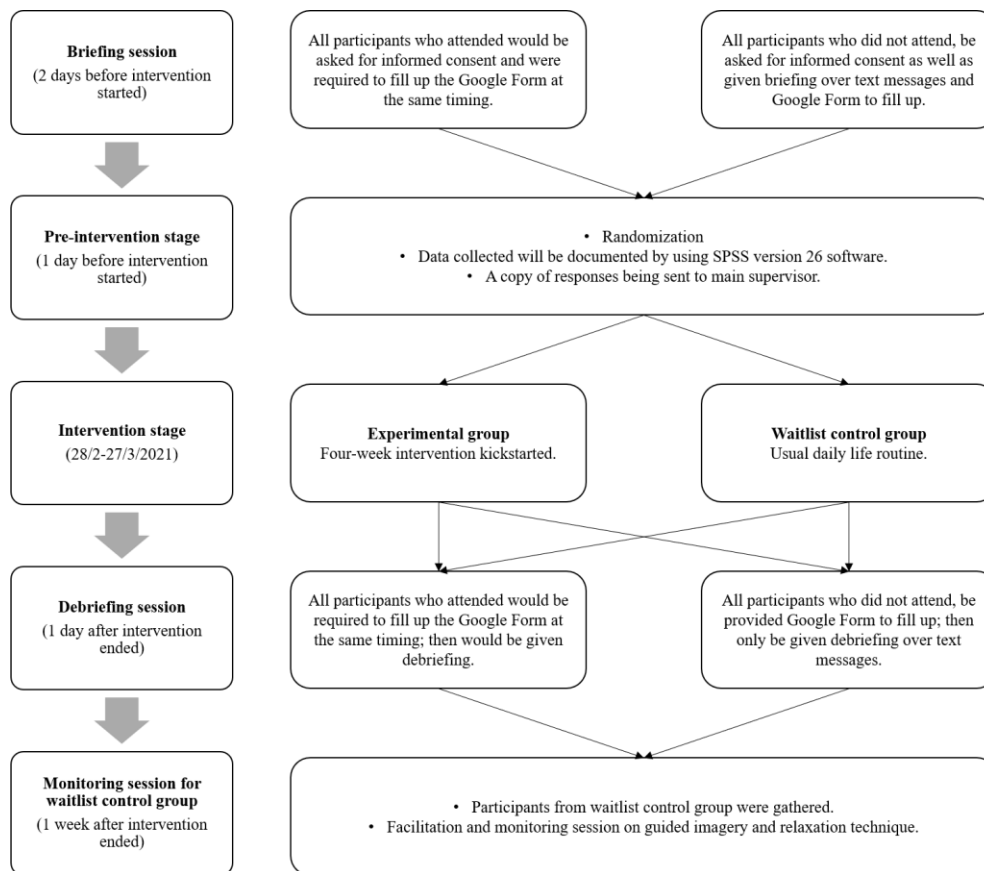 Briefing session
(2 days before intervention
started)
All participants who attended would be
asked for informed consent and were
required to fill up the Google Form at
the same timing.
All participants who did not attend, be
asked for informed consent as well as
given briefing over text messages and
Google Form to fill up.
Pre-intervention stage
(1 day before intervention
started)
• Randomization
• Data collected will be documented by using SPSS version 26 software.
• A copy of responses being sent to main supervisor.
Intervention stage
(28/2-27/3/2021)
Experimental group
Four-week intervention kickstarted.
Waitlist control group
Usual daily life routine.
Debriefing session
(1 day after intervention
ended)
All participants who attended would be
required to fill up the Google Form at
the same timing; then would be given
debriefing.
All participants who did not attend, be
provided Google Form to fill up; then
only be given debriefing over text
messages.
Monitoring session for
waitlist control group
(1 week after intervention
ended)
• Participants from waitlist control group were gathered.
• Facilitation and monitoring session on guided imagery and relaxation technique.